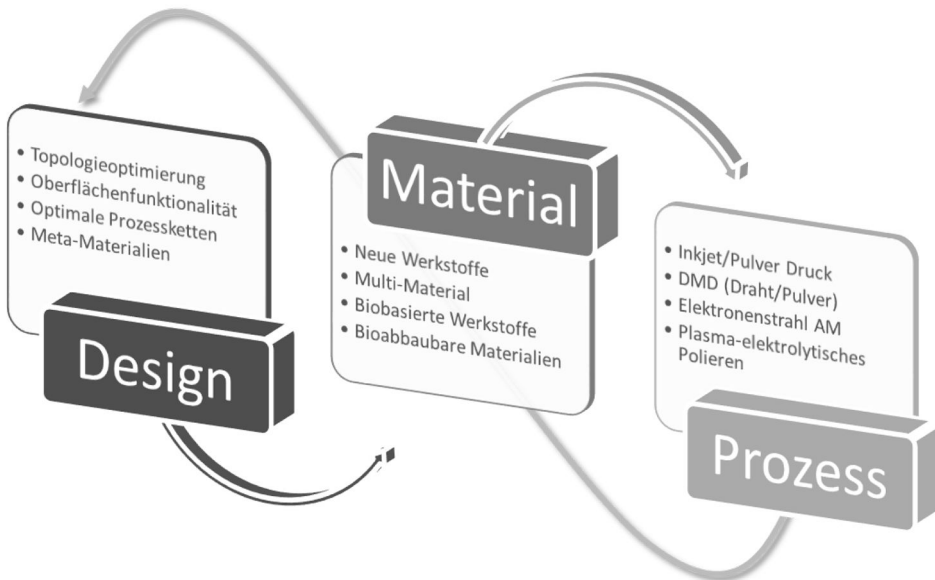 • Topologieoptimierung
• Oberflächenfunktionalität
• Optimale Prozessketten
• Meta-Materialien
Design
Material
• Neue Werkstoffe
• Multi-Material
• Biobasierte Werkstoffe
• Bioabbaubare Materialien
• Inkjet/Pulver Druck
• DMD (Draht/Pulver)
• Elektronenstrahl AM
• Plasma-elektrolytisches
Polieren
Prozess